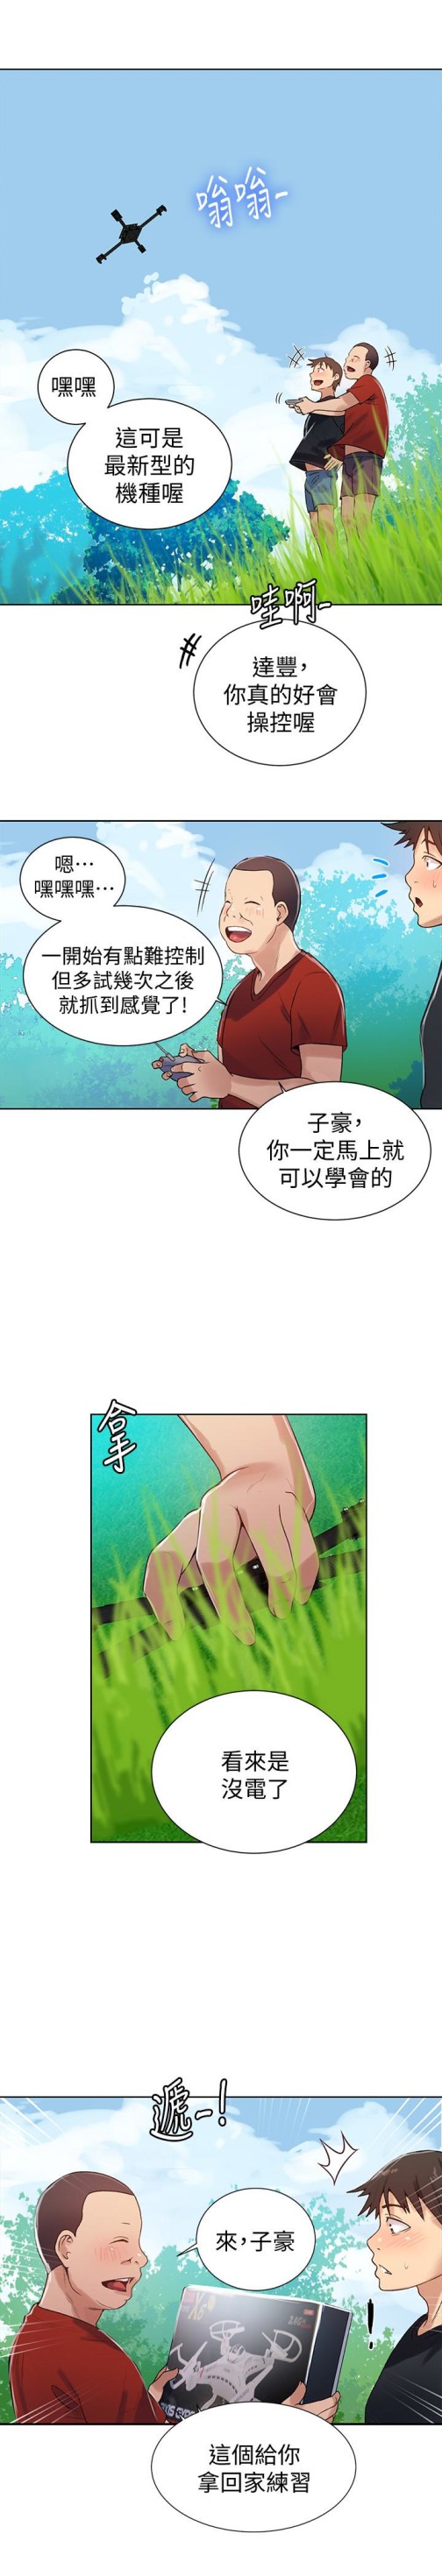 嗡嗡~
嘿嘿
這可是
最新型的
機種喔
哇啊~
達豐，
你真的好會
操控喔
嗯…
嘿嘿嘿…
一開始有點難控制
但多試幾次之後
就抓到感覺了!
子豪，
你一定馬上就
可以學會的
拿
看來是
沒電了
遞~!
來，子豪
這個給你
拿回家練習